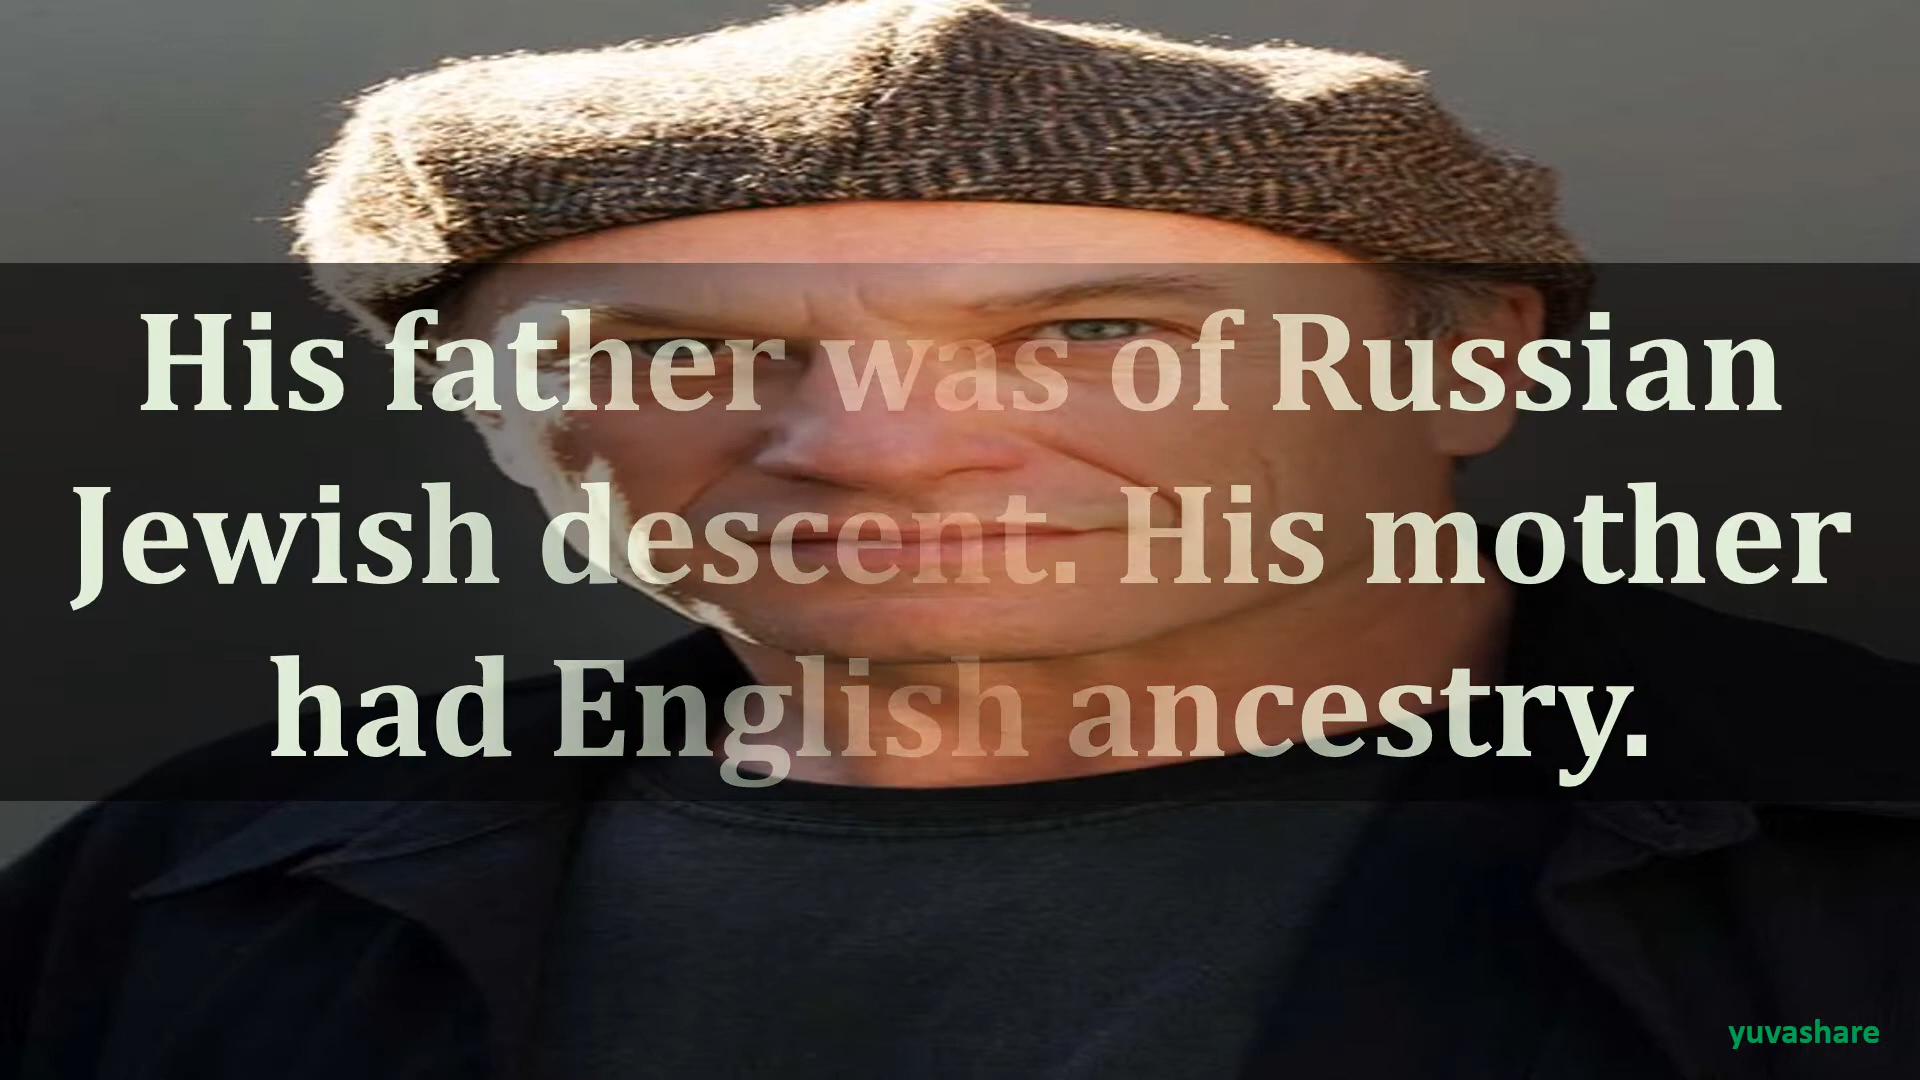 His father was of Russian
Jewish descent. His mother
had English ancestry.
yuvashare